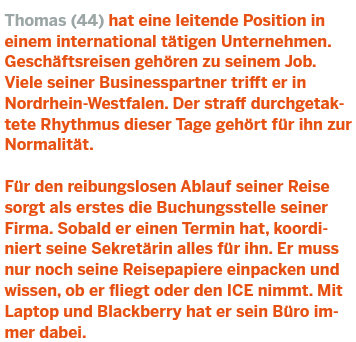 Thomas (44) hat eine leitende Position in
einem international tätigen Unternehmen.
Geschäftsreisen gehören zu seinem Job.
Viele seiner Businesspartner trifft er in
Nordrhein-Westfalen. Der straff durchgetak-
tete Rhythmus dieser Tage gehört für ihn zur
Normalität.

Für den reibungslosen Ablauf seiner Reise
sorgt als erstes die Buchungsstelle seiner
Firma. Sobald er einen Termin hat, koordi-
niert seine Sekretärin alles für ihn. Er muss
nur noch seine Reisepapiere einpacken und
wissen, ob er fliegt oder den ICE nimmt. Mit
Laptop und Blackberry hat er sein Büro im-
mer dabei.